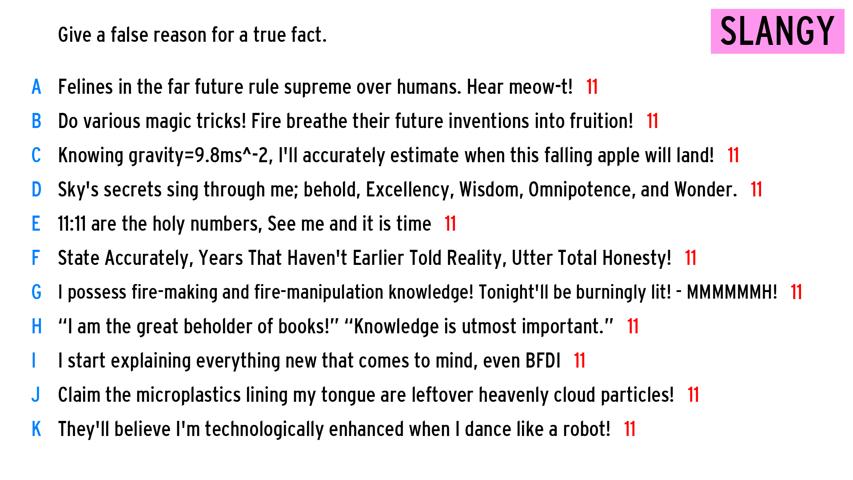 Give a false reason for a true fact.
SLANGY
A Felines in the far future rule supreme over humans. Hear meow-t! 11
B Do various magic tricks! Fire breathe their future inventions into fruition! 11
C Knowing gravity=9.8ms^-2, I'll accurately estimate when this falling apple will land! 11
D Sky's secrets sing through me; behold, Excellency, Wisdom, Omnipotence, and Wonder. 11
E 11:11 are the holy numbers, See me and it is time 11
F State Accurately, Years That Haven't Earlier Told Reality, Utter Total Honesty! 11
G I possess fire-making and fire-manipulation knowledge! Tonight'll be burningly lit! - MMMMMMH! 11
H “I am the great beholder of books!” “Knowledge is utmost important.” 11
I I start explaining everything new that comes to mind, even BFDI 11
J Claim the microplastics lining my tongue are leftover heavenly cloud particles! 11
K They'll believe I'm technologically enhanced when I dance like a robot! 11